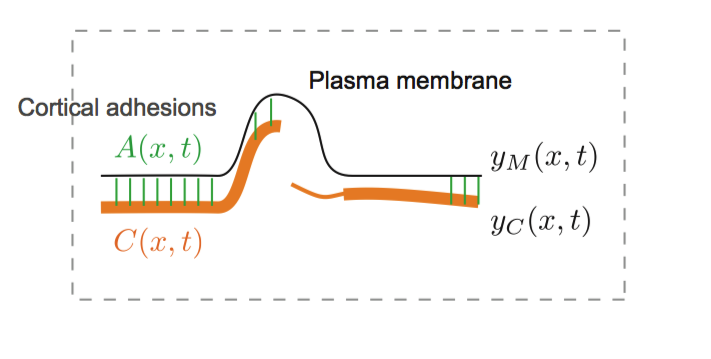 Plasma membrane
Cortical adhesions
A(x, t)
y_M(x, t)
y_C(x, t)
C(x, t)